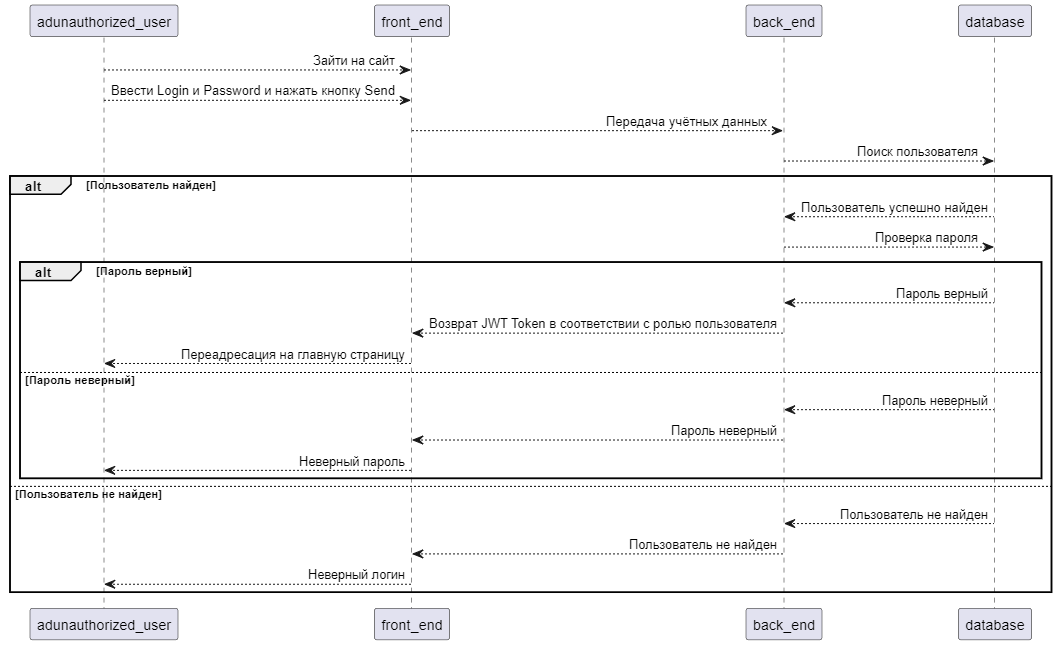 adunauthorized_user front_end back_end database
Зайти на сайт
Ввести Login и Password и нажать кнопку Send
Передача учётных данных
Поиск пользователя
alt [Пользователь найден]
Пользователь успешно найден
Проверка пароля
alt [Пароль верный]
Пароль верный
Возврат JWT Token в соответствии с ролью пользователя
Переадресация на главную страницу
[Пароль неверный]
Пароль неверный
Пароль неверный
Неверный пароль
[Пользователь не найден]
Пользователь не найден
Пользователь не найден
Неверный логин
adunauthorized_user front_end back_end database